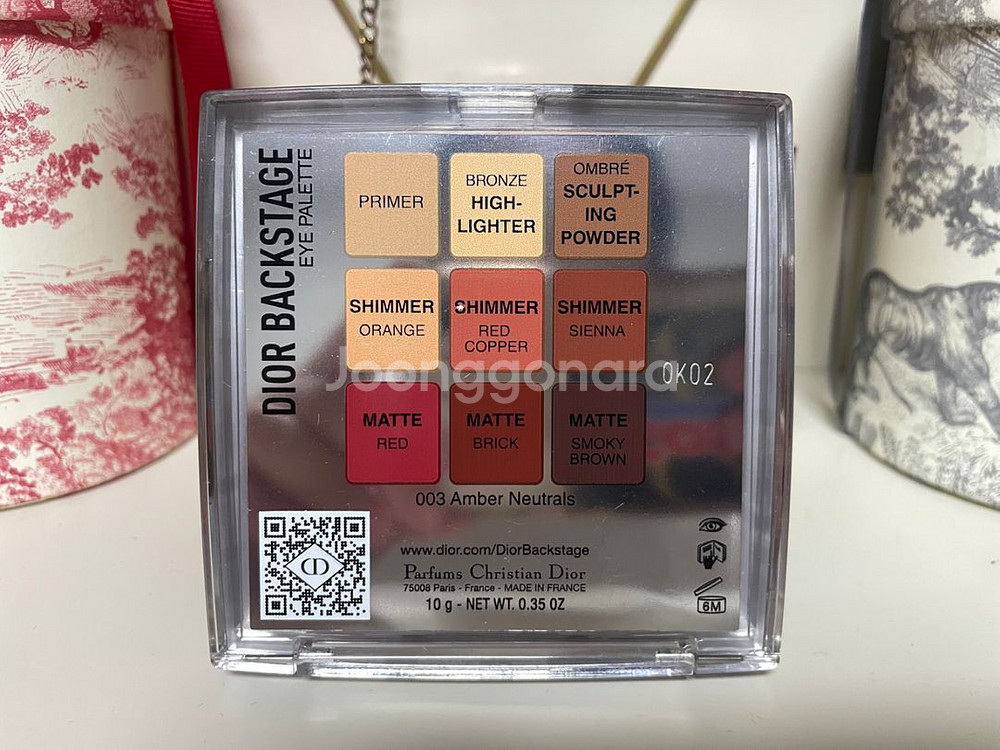 DIOR BACKSTAGE
EYE PALETTE
PRIMER
BRONZE
HIGH-
LIGHTER
OMBRÉ
SCULPT-
ING
POWDER
SHIMMER
ORANGE
SHIMMER
RED
COPPER
SHIMMER
SIENNA
Joonggonara
0K02
MATTE
RED
MATTE
BRICK
MATTE
SMOKY
BROWN
003 Amber Neutrals
CD
www.dior.com/DiorBackstage
Parfums Christian Dior
75008 Paris - France - MADE IN FRANCE
10 g - NET WT. 0.35 OZ
6M